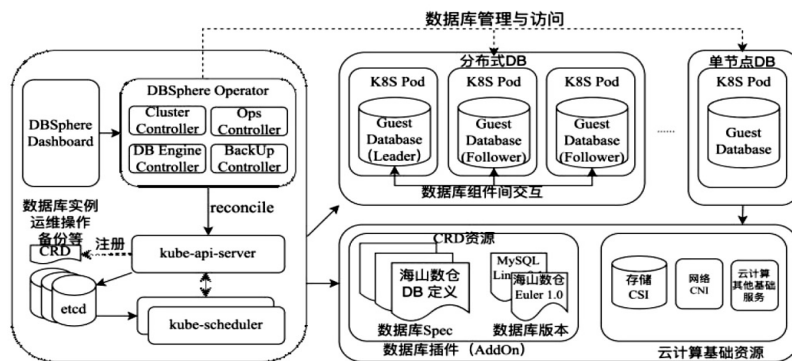 数据库管理与访问
DBSphere
Dashboard
DBSphere Operator
Cluster
Controller
Ops
Controller
DB Engine
Controller
BackUp
Controller
reconcile
数据库实例
运维操作
备份等
CRD
注册
kube-api-server
etcd
kube-scheduler
分布式DB
K8S Pod
Guest
Database
(Leader)
K8S Pod
Guest
Database
(Follower)
K8S Pod
Guest
Database
(Follower)
数据库组件间交互
......
单节点DB
K8S Pod
Guest
Database
CRD资源
海山数仓
DB 定义
数据库Spec
MySQL
海山数仓
Euler 1.0
数据库版本
数据库插件（AddOn）
存储
CSI
网络
CNI
云计算
其他基础
服务
云计算基础资源